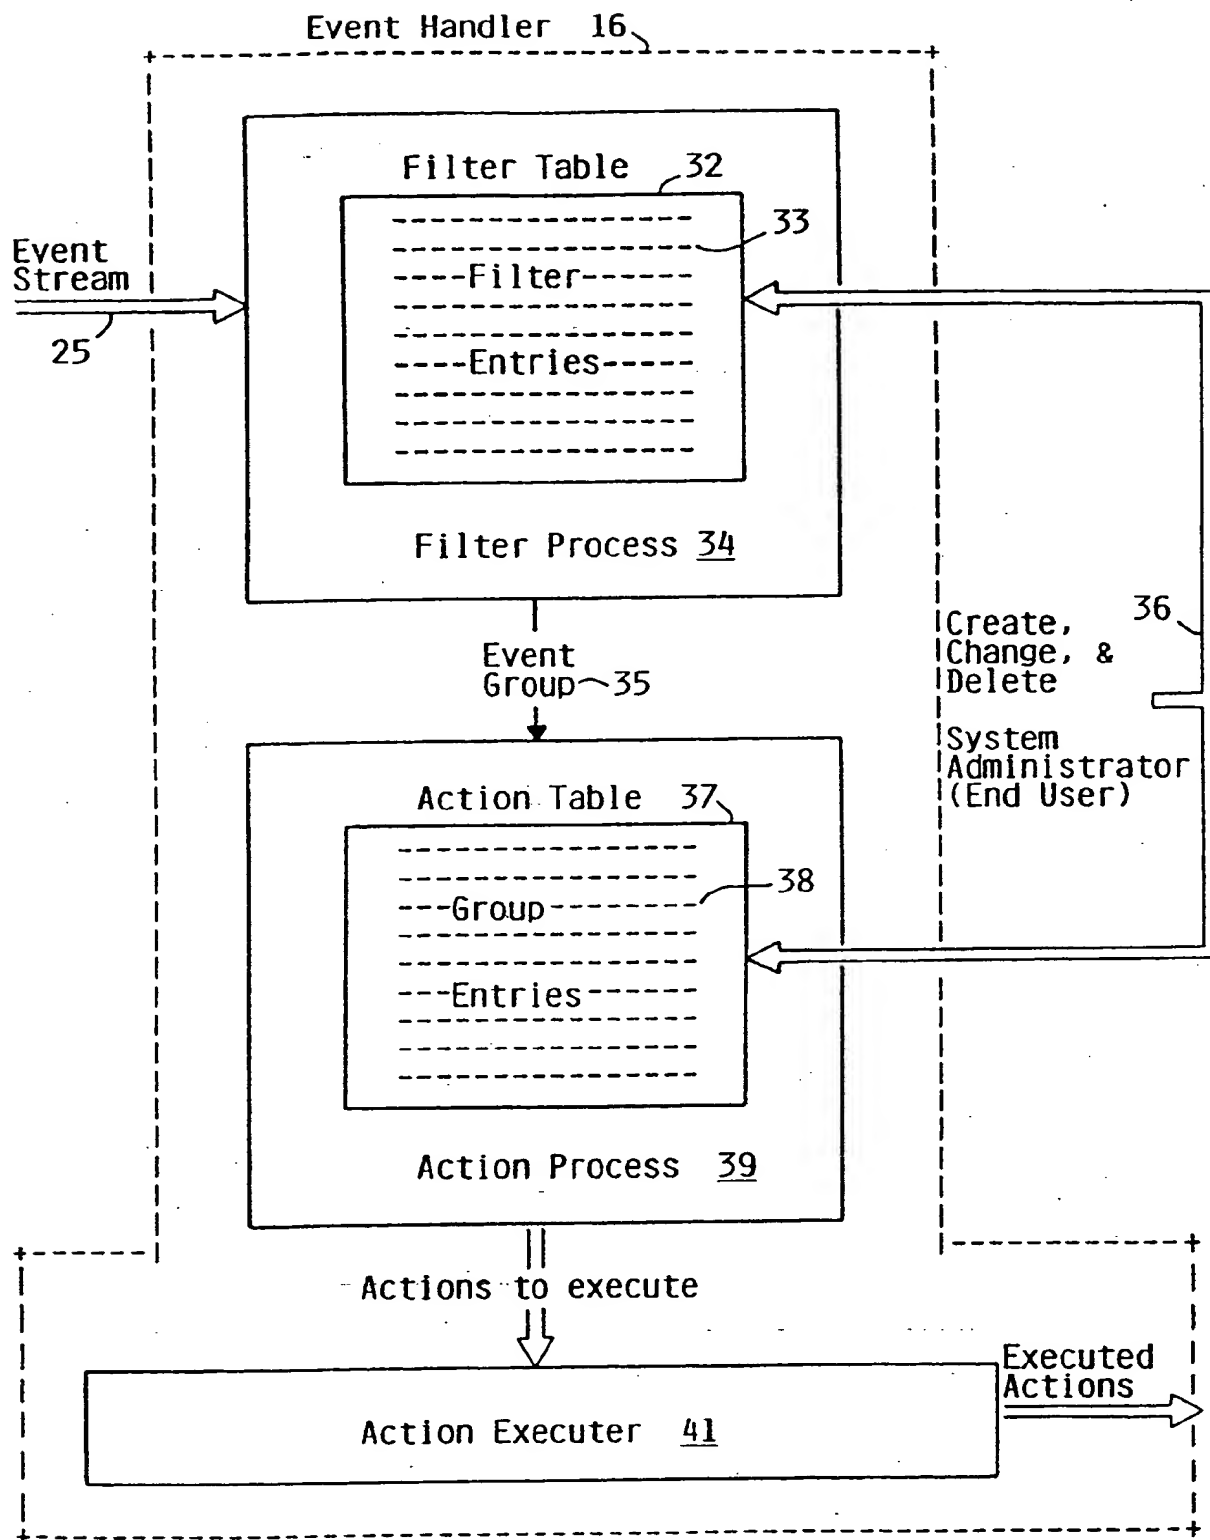 Event Handler 16
Filter Table 32
33
Filter
Entries
Event
Stream
25
Filter Process 34
Event
Group 35
36
Create,
Change, &
Delete
System
Administrator
(End User)
Action Table 37
38
Group
Entries
Action Process 39
Actions to execute
Executed
Actions
Action Executer 41